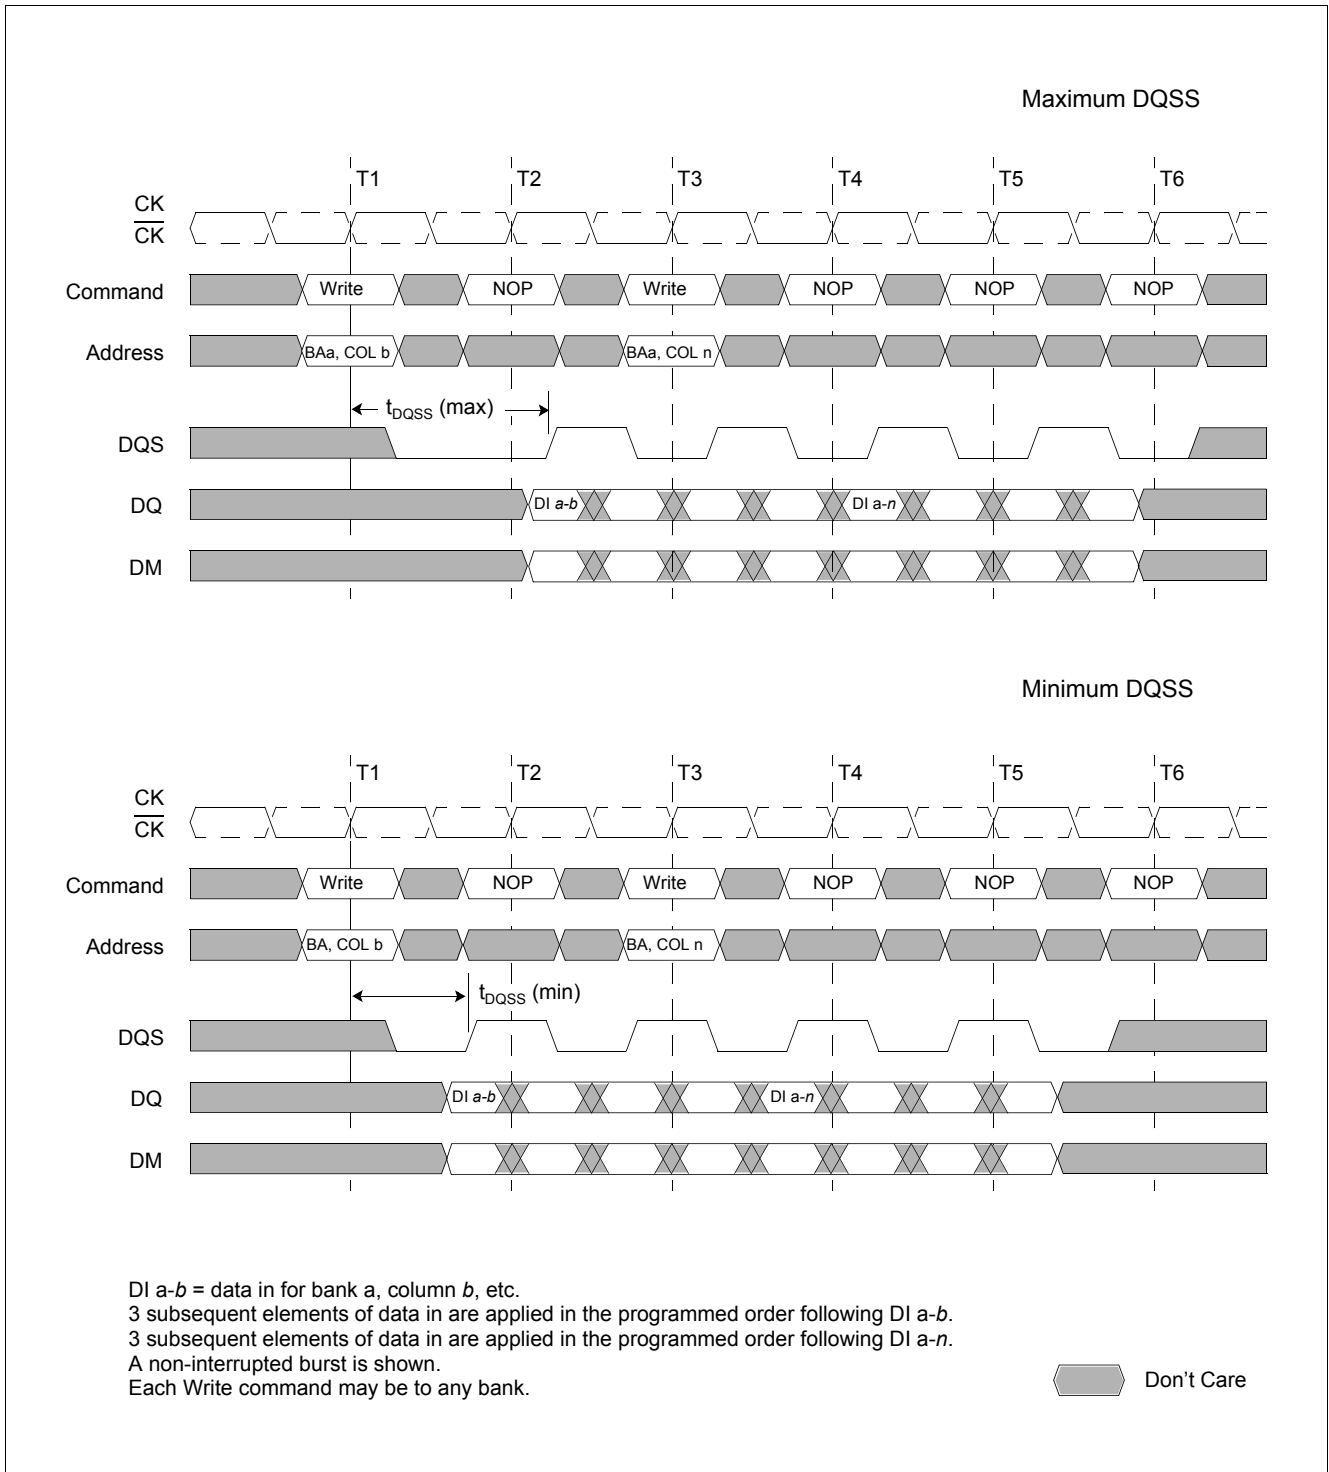 Maximum DQSS
T1 T2 T3 T4 T5 T6
CK
CK
Command Write NOP Write NOP NOP NOP
Address BAa, COL b BAa, COL n
tDQSS (max)
DQS
DQ DI a-b DI a-n
DM
Minimum DQSS
T1 T2 T3 T4 T5 T6
CK
CK
Command Write NOP Write NOP NOP NOP
Address BA, COL b BA, COL n
tDQSS (min)
DQS
DQ DI a-b DI a-n
DM
DI a-b = data in for bank a, column b, etc.
3 subsequent elements of data in are applied in the programmed order following DI a-b.
3 subsequent elements of data in are applied in the programmed order following DI a-n.
A non-interrupted burst is shown.
Each Write command may be to any bank.
Don't Care